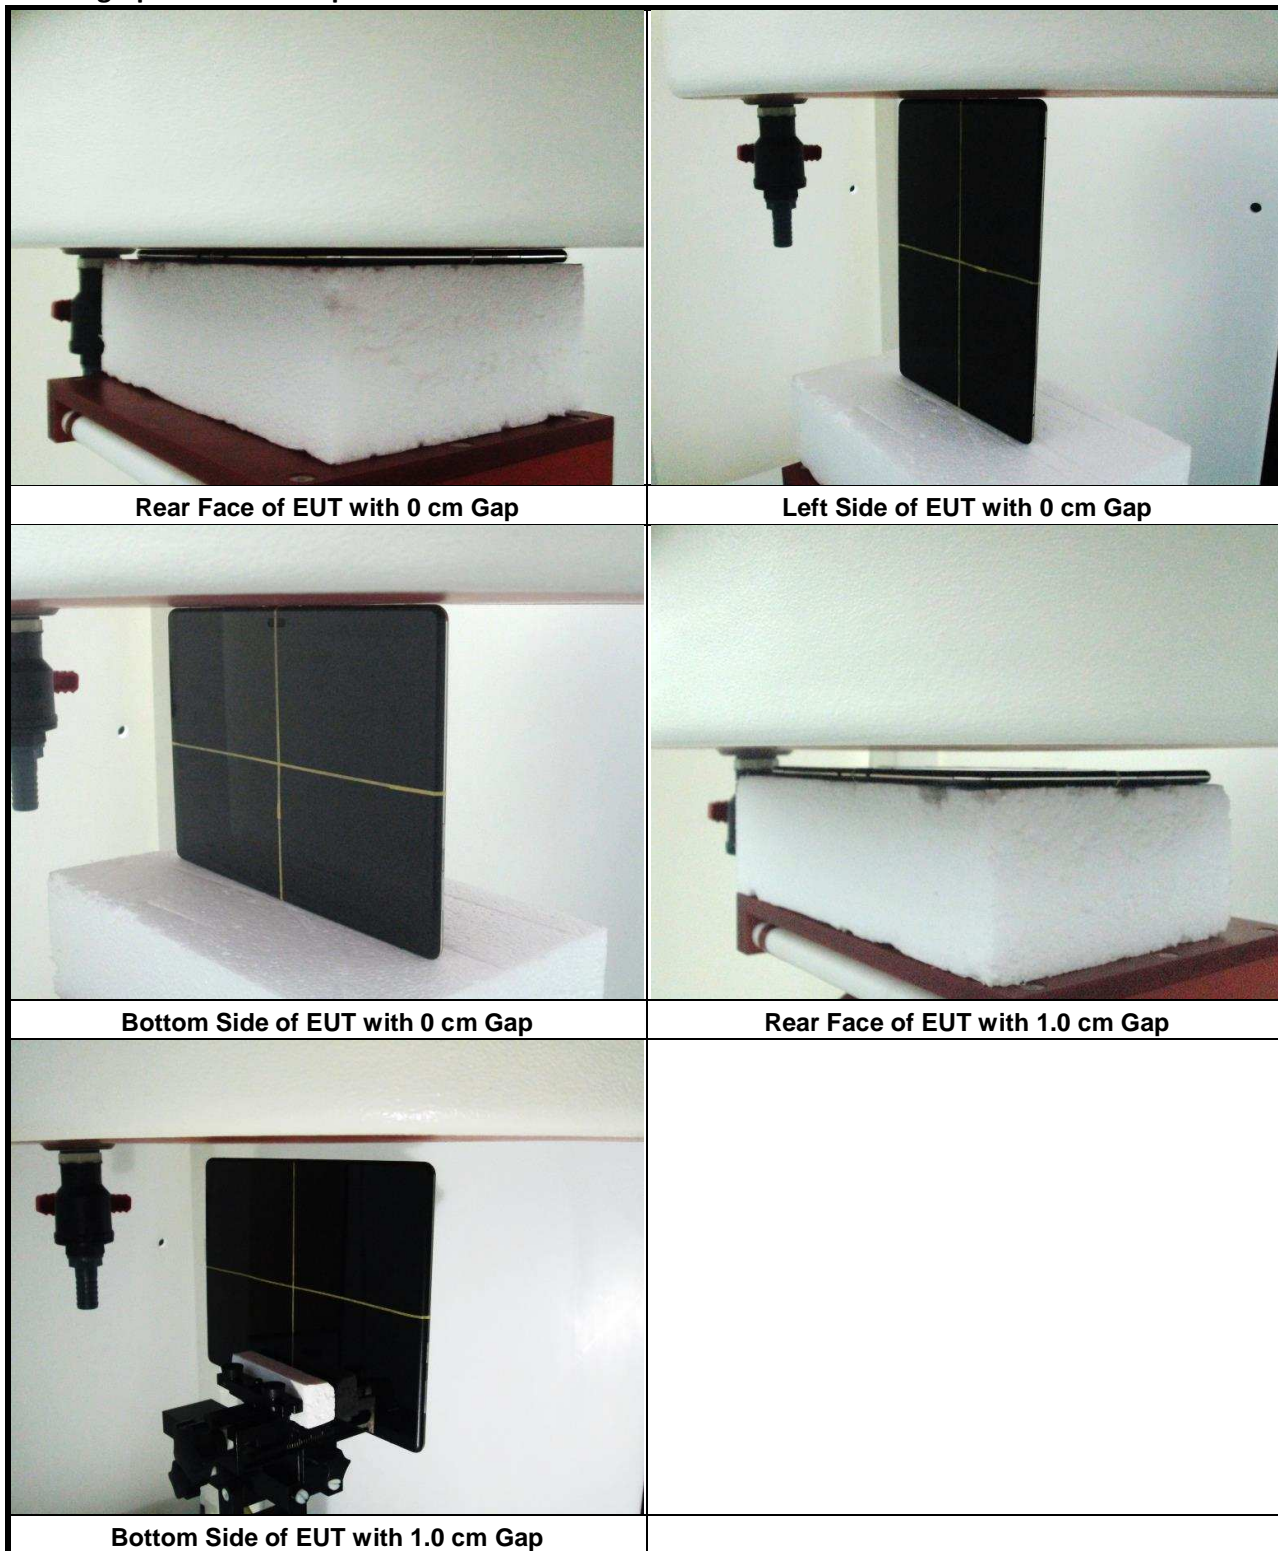 Rear Face of EUT with 0 cm Gap
Left Side of EUT with 0 cm Gap
Bottom Side of EUT with 0 cm Gap
Rear Face of EUT with 1.0 cm Gap
Bottom Side of EUT with 1.0 cm Gap